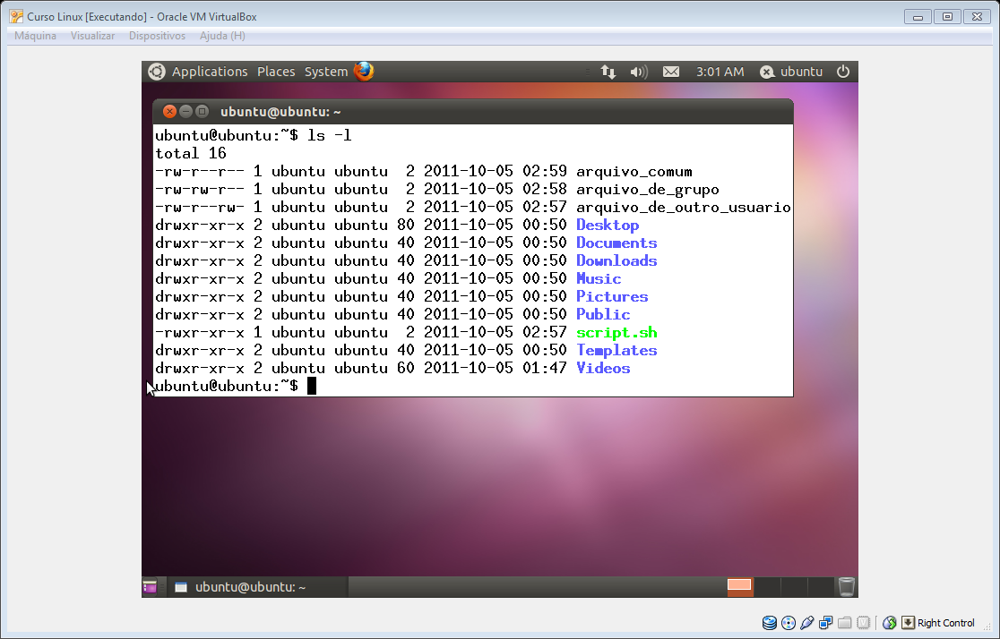 Curso Linux [Executando] - Oracle VM VirtualBox
Máquina Visualizar Dispositivos Ajuda (H)
Applications Places System 3:01 AM ubuntu
ubuntu@ubuntu: ~
ubuntu@ubuntu:~$ ls -l
total 16
-rw-r--r-- 1 ubuntu ubuntu  2 2011-10-05 02:59 arquivo_comum
-rw-rw-r-- 1 ubuntu ubuntu  2 2011-10-05 02:58 arquivo_de_grupo
-rw-r--rw- 1 ubuntu ubuntu  2 2011-10-05 02:57 arquivo_de_outro_usuario
drwxr-xr-x 2 ubuntu ubuntu 80 2011-10-05 00:50 Desktop
drwxr-xr-x 2 ubuntu ubuntu 40 2011-10-05 00:50 Documents
drwxr-xr-x 2 ubuntu ubuntu 40 2011-10-05 00:50 Downloads
drwxr-xr-x 2 ubuntu ubuntu 40 2011-10-05 00:50 Music
drwxr-xr-x 2 ubuntu ubuntu 40 2011-10-05 00:50 Pictures
drwxr-xr-x 2 ubuntu ubuntu 40 2011-10-05 00:50 Public
-rwxr-xr-x 1 ubuntu ubuntu  2 2011-10-05 02:57 script.sh
drwxr-xr-x 2 ubuntu ubuntu 40 2011-10-05 00:50 Templates
drwxr-xr-x 2 ubuntu ubuntu 60 2011-10-05 01:47 Videos
ubuntu@ubuntu:~$
ubuntu@ubuntu: ~
Right Control